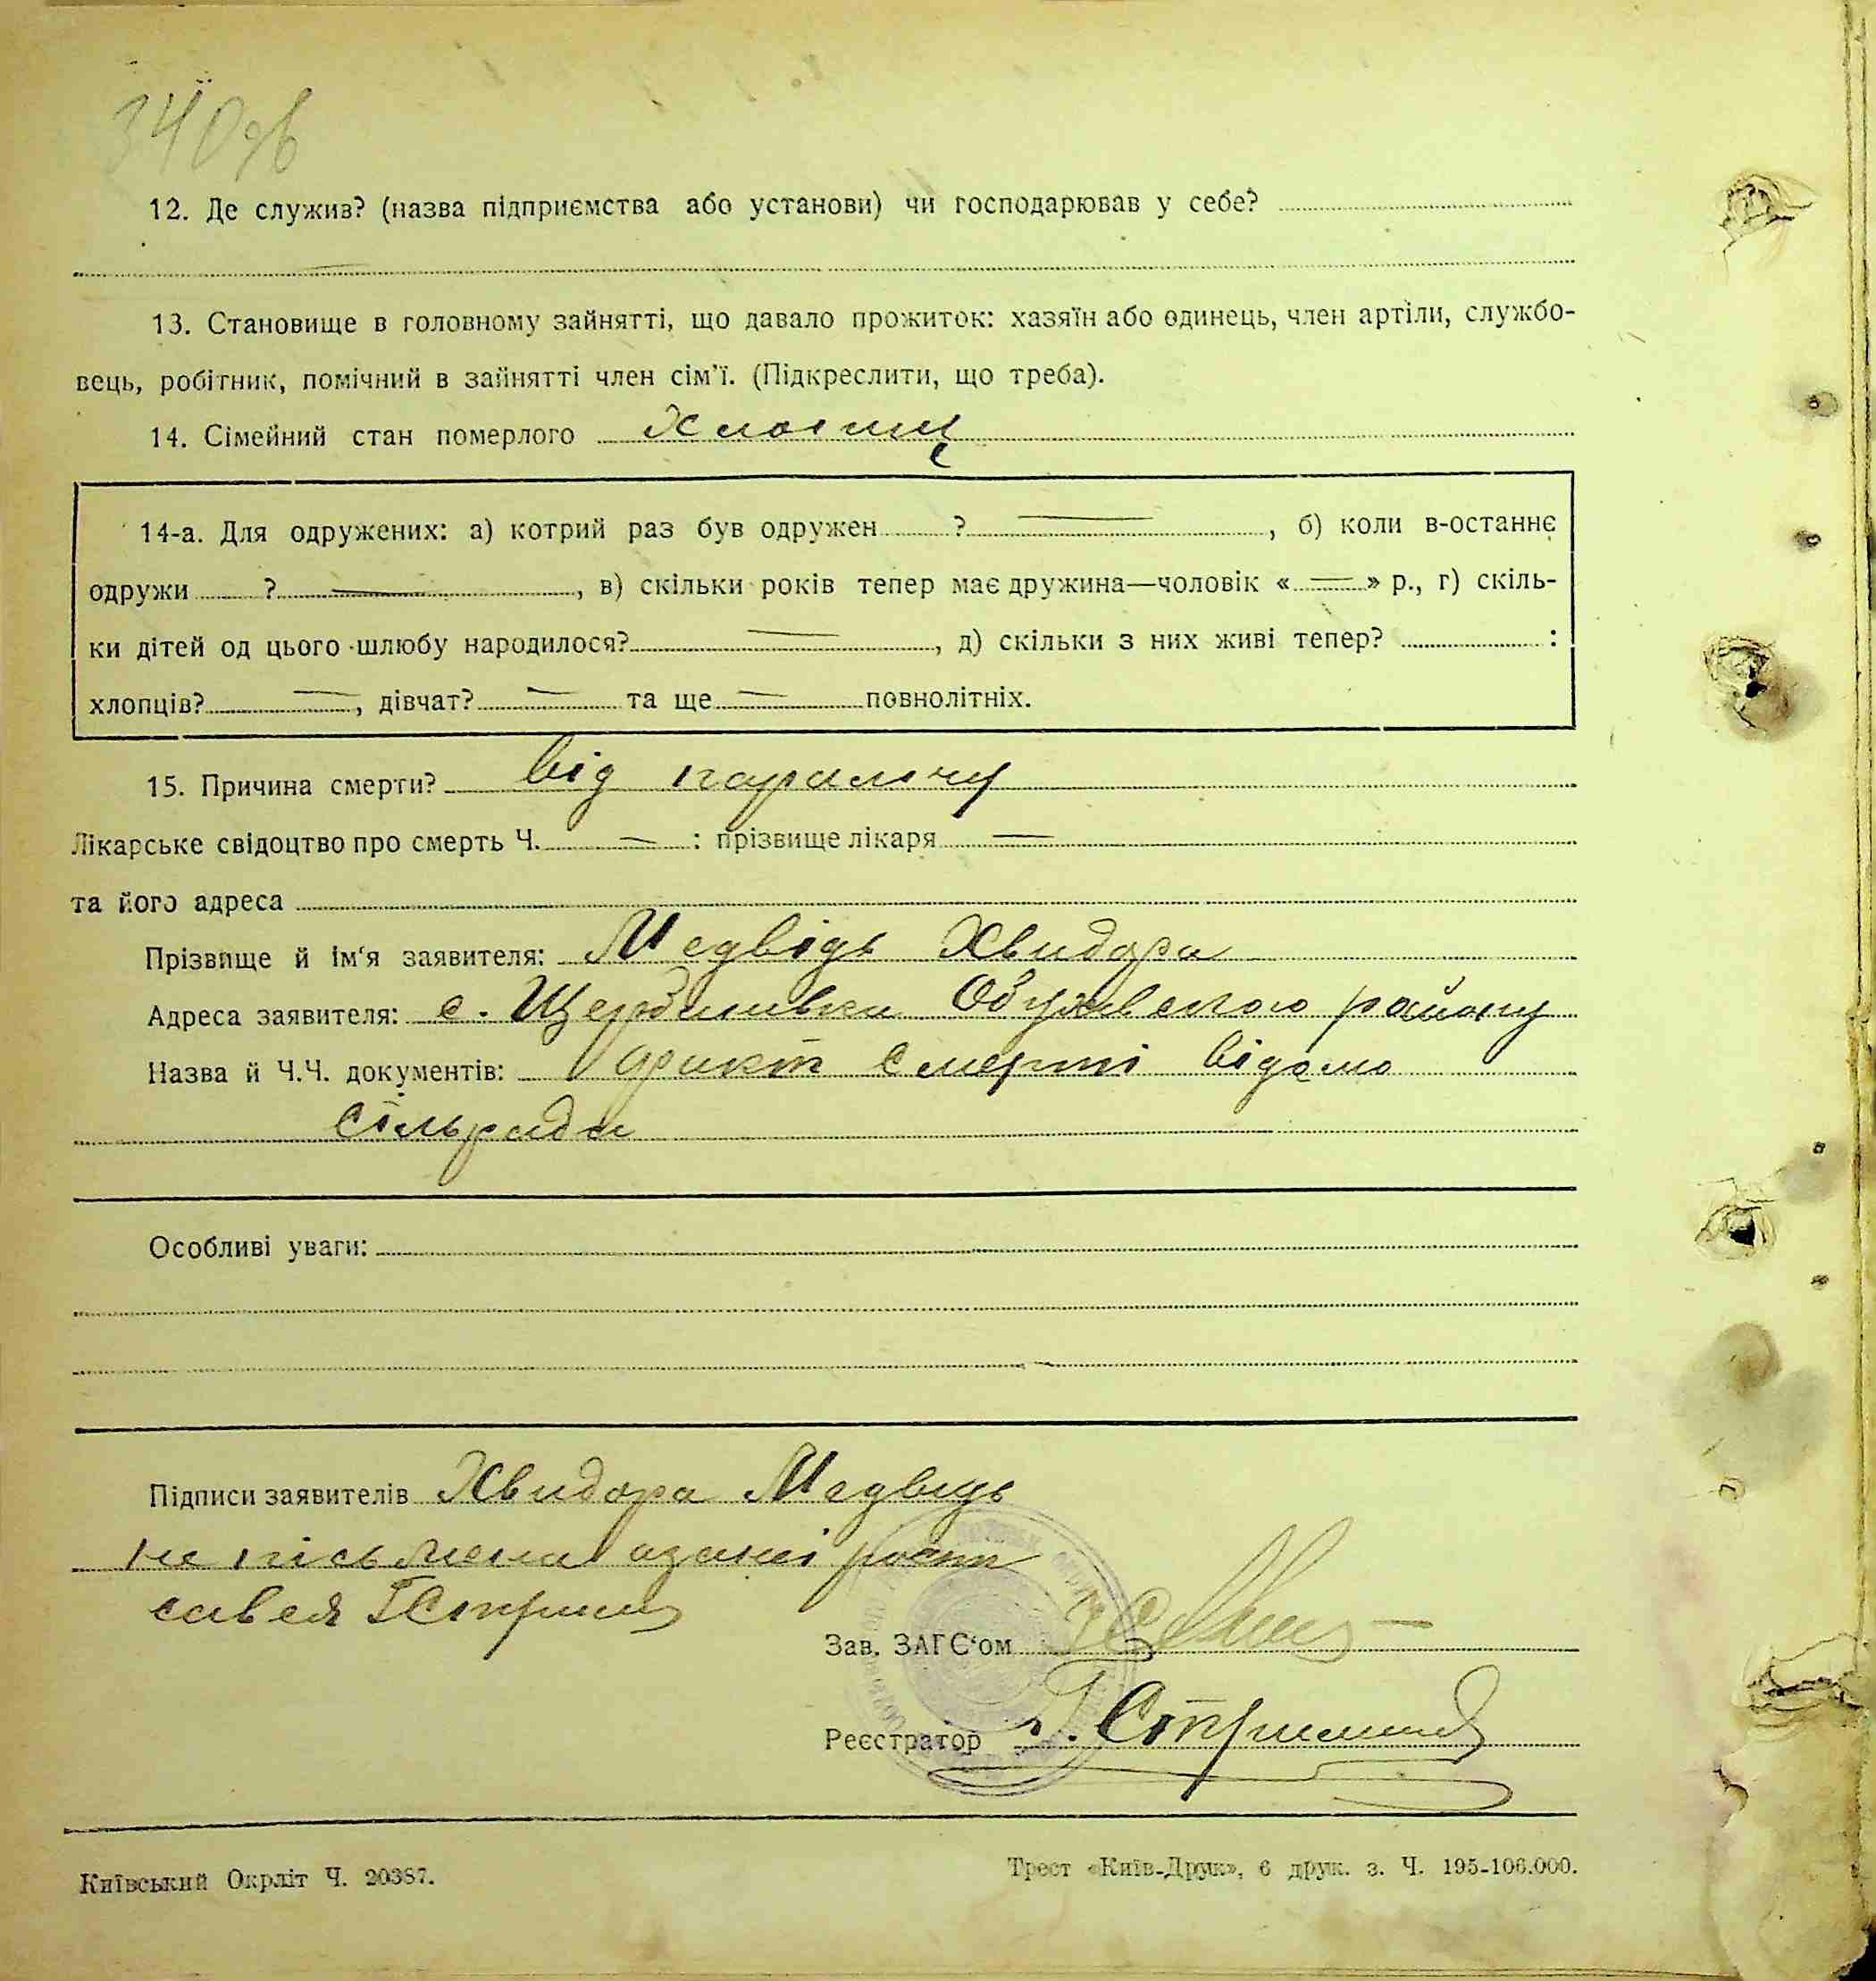 340 зв
12. Де служив? (назва підприємства або установи) чи господарював у себе?
13. Становище в головному зайнятті, що давало прожиток: хазяїн або одинець, член артіли, службо-
вець, робітник, помічний в зайнятті член сім'ї. (Підкреслити, що треба).
14. Сімейний стан померлого Хлопець
14-а. Для одружених: а) котрий раз був одружен ? —, б) коли в-останнє
одружи ? —, в) скільки років тепер має дружина—чоловік «—» р., г) скіль-
ки дітей од цього шлюбу народилося? —, д) скільки з них живі тепер? :
хлопців? —, дівчат? — та ще — повнолітніх.
15. Причина смерти? від паралічу
Лікарське свідоцтво про смерть Ч. — : прізвище лікаря —
та його адреса
Прізвище й ім'я заявителя: Медвідь Хвидора
Адреса заявителя: с. Щербанівка Обухівського району
Назва й Ч.Ч. документів: факт смерті відомо
сільради
Особливі уваги:
Підписи заявителів Хвидора Медвідь
не письмена
Зав. ЗАГС'ом
Реєстратор
Київський Окрліт Ч. 20387.
Трест «Київ-Друк», 6 друк. з. Ч. 195-106.000.